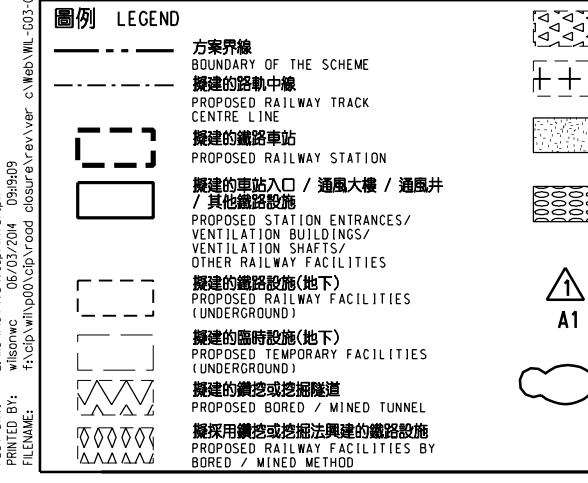 圖例 LEGEND
方案界線
BOUNDARY OF THE SCHEME
擬建的路軌中線
PROPOSED RAILWAY TRACK
CENTRE LINE
擬建的鐵路車站
PROPOSED RAILWAY STATION
擬建的車站入口 / 通風大樓 / 通風井
/ 其他鐵路設施
PROPOSED STATION ENTRANCES/
VENTILATION BUILDINGS/
VENTILATION SHAFTS/
OTHER RAILWAY FACILITIES
擬建的鐵路設施(地下)
PROPOSED RAILWAY FACILITIES
(UNDERGROUND)
擬建的臨時設施(地下)
PROPOSED TEMPORARY FACILITIES
(UNDERGROUND)
擬建的鑽挖或挖掘隧道
PROPOSED BORED / MINED TUNNEL
擬採用鑽挖或挖掘法興建的鐵路設施
PROPOSED RAILWAY FACILITIES BY
BORED / MINED METHOD
1
A1
PRINTED BY: wilsonwc 06/03/2014 09:19:09
FILENAME: f:\cip\wil\p00\cip\road closure\rev\ver c\Web\WIL-G03-